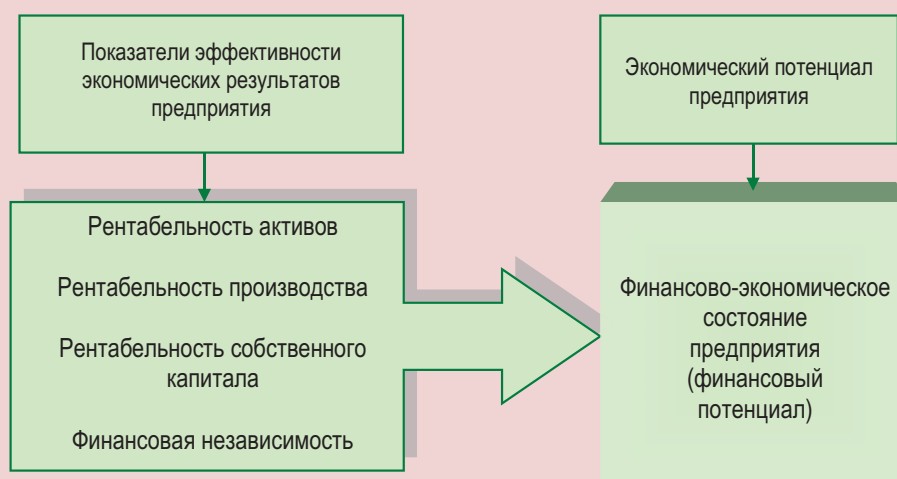 Показатели эффективности
экономических результатов
предприятия
Экономический потенциал
предприятия
Рентабельность активов
Рентабельность производства
Рентабельность собственного
капитала
Финансовая независимость
Финансово-экономическое
состояние
предприятия
(финансовый
потенциал)